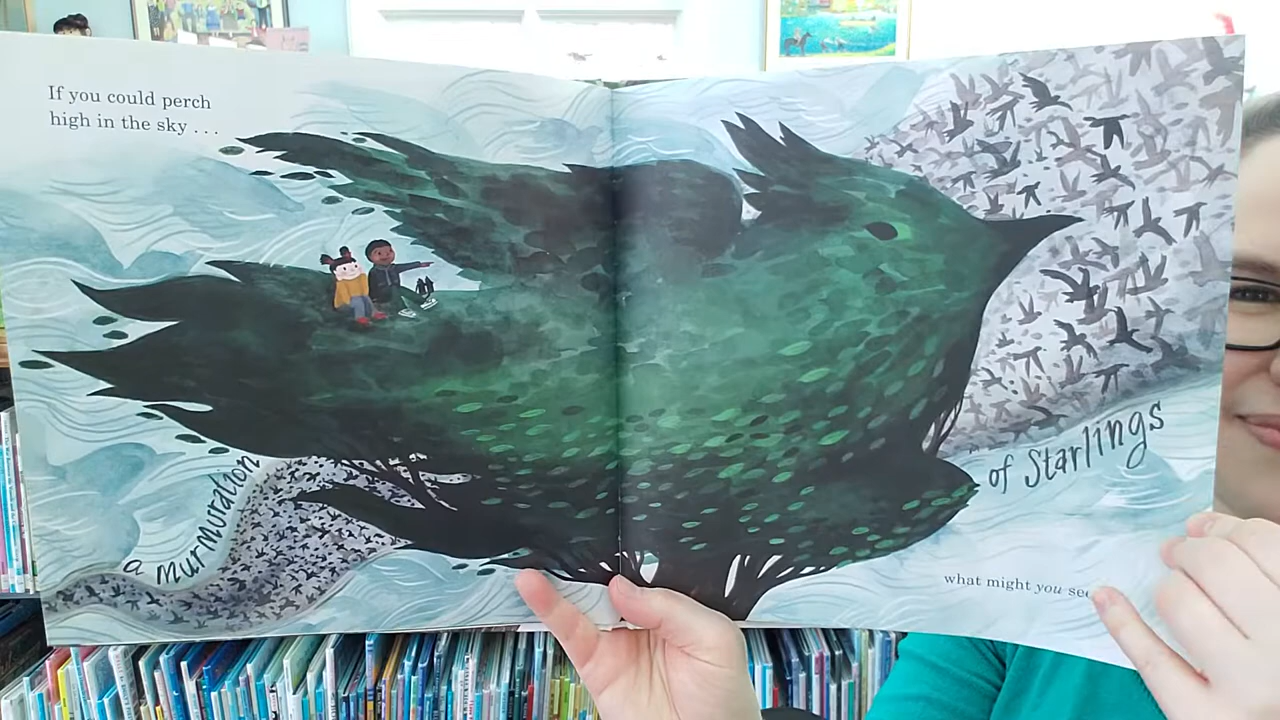 If you could perch
high in the sky . . .
a murmuration
of Starlings
what might you see